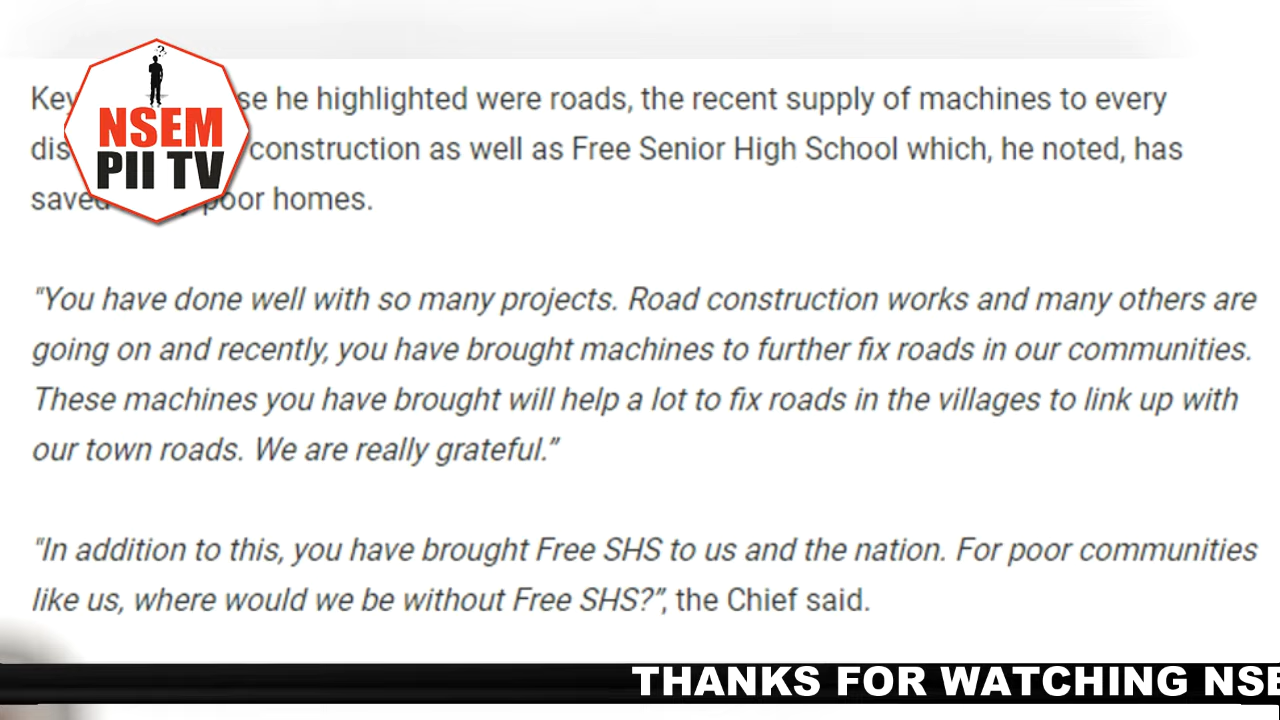 ?
NSEM
PII TV
Key se he highlighted were roads, the recent supply of machines to every
dis construction as well as Free Senior High School which, he noted, has
saved poor homes.
"You have done well with so many projects. Road construction works and many others are
going on and recently, you have brought machines to further fix roads in our communities.
These machines you have brought will help a lot to fix roads in the villages to link up with
our town roads. We are really grateful."
"In addition to this, you have brought Free SHS to us and the nation. For poor communities
like us, where would we be without Free SHS?", the Chief said.
THANKS FOR WATCHING NSE